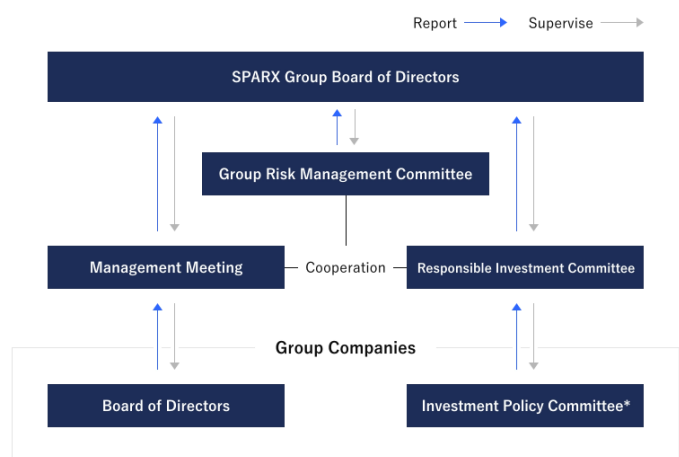 Report
Supervise
SPARX Group Board of Directors
Group Risk Management Committee
Management Meeting
Cooperation
Responsible Investment Committee
Group Companies
Board of Directors
Investment Policy Committee*